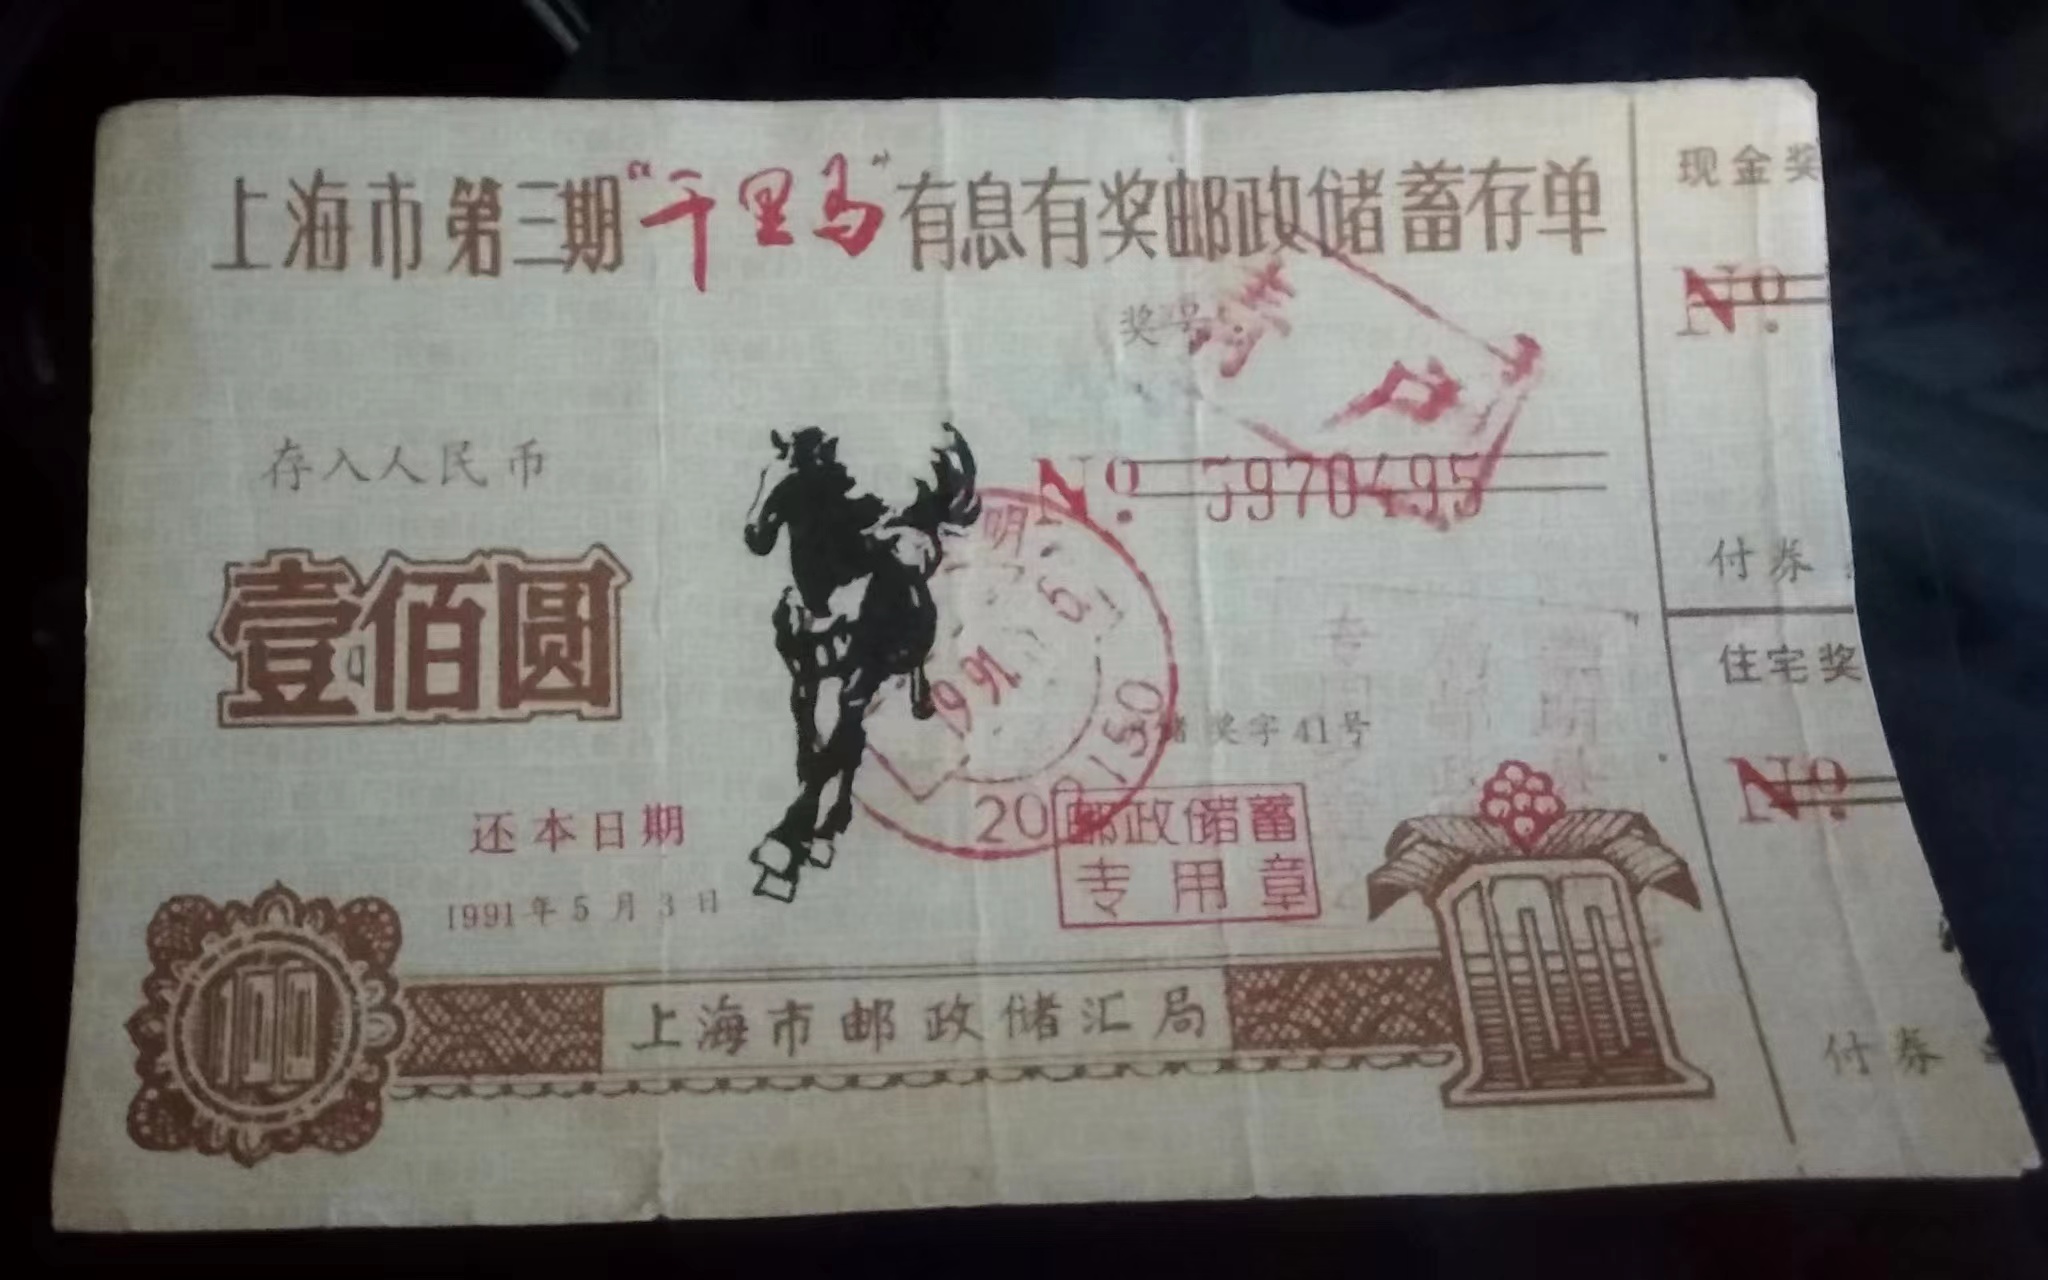 上海市第三期“千里马”有息有奖邮政储蓄存单
奖号
存入人民币
No. 3970495
壹佰圆
储奖字41号
还本日期
1991年5月3日
明
1991
200150
邮政储蓄
专用章
100
上海市邮政储汇局
100
现金奖
No.
付券
住宅奖
No.
付券